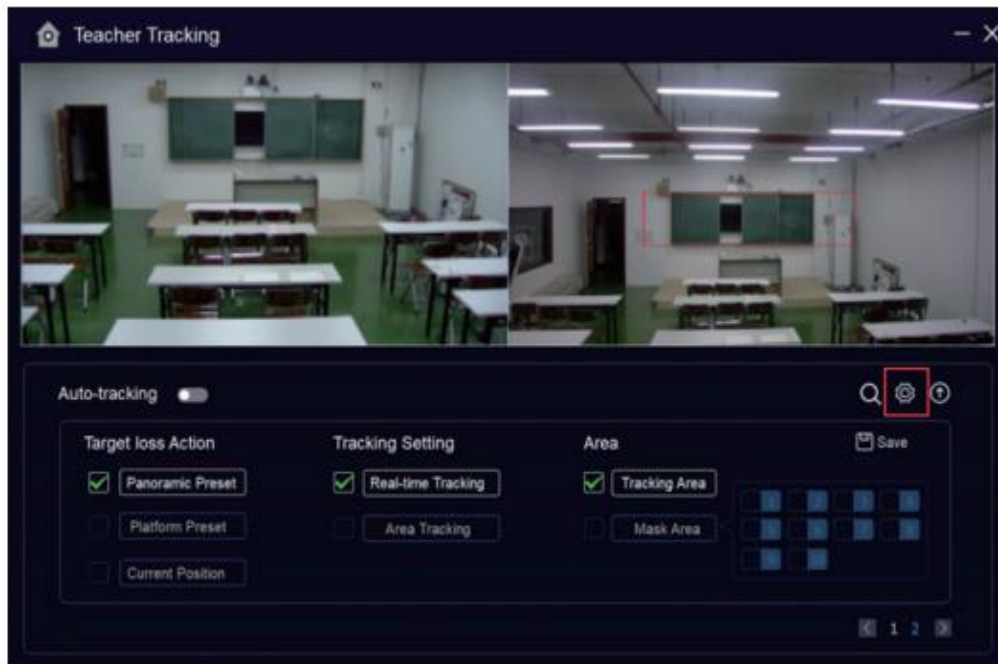 Teacher Tracking
Auto-tracking
Target loss Action
Tracking Setting
Area
Save
Panoramic Preset
Real-time Tracking
Tracking Area
Platform Preset
Area Tracking
Mask Area
Current Position
1 2